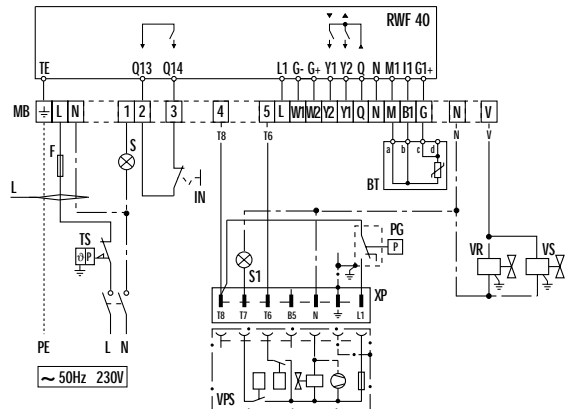 RWF 40
TE Q13 Q14 L1 G- G+ Y1 Y2 Q N M1 I1 G1+
MB L N 1 2 3 4 5 L W1 W2 Y2 Y1 Q N M B1 G N V
T8 T6 N V
F S a b c d
IN BT
L
TS PG
ϑ P P
S1 VR VS
XP
T8 T7 T6 B5 N L1
PE L N
~ 50Hz 230V
VPS